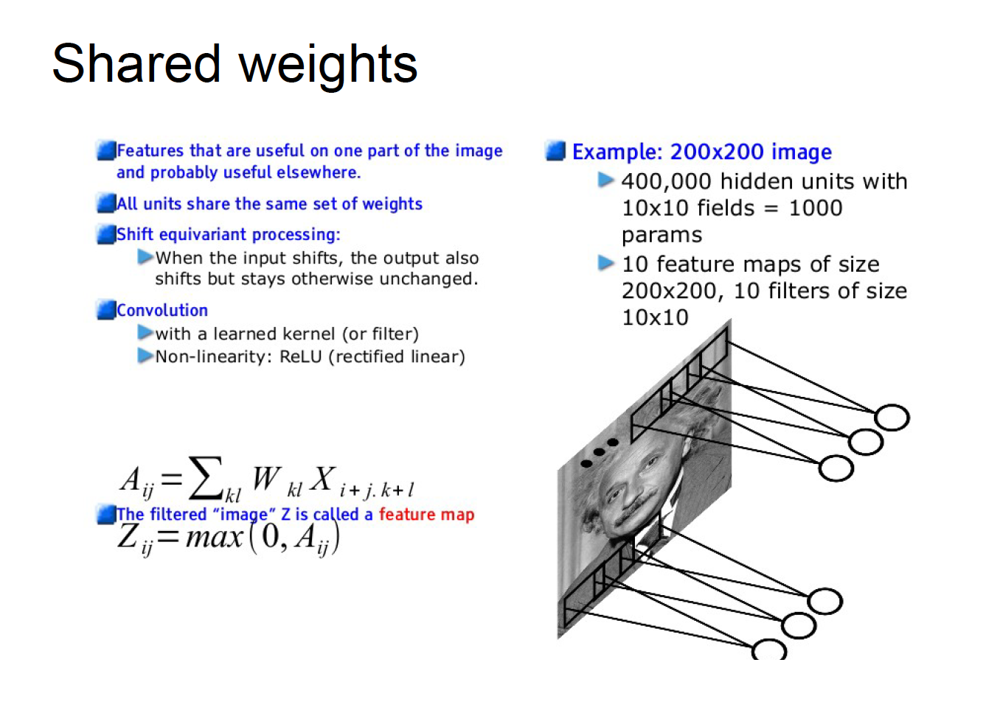 Shared weights
Features that are useful on one part of the image
and probably useful elsewhere.
All units share the same set of weights
Shift equivariant processing:
When the input shifts, the output also
shifts but stays otherwise unchanged.
Convolution
with a learned kernel (or filter)
Non-linearity: ReLU (rectified linear)
A_{ij} = ∑_{kl} W_{kl} X_{i+j. k+l}
The filtered “image” Z is called a feature map
Z_{ij} = max(0, A_{ij})
Example: 200x200 image
400,000 hidden units with
10x10 fields = 1000
params
10 feature maps of size
200x200, 10 filters of size
10x10